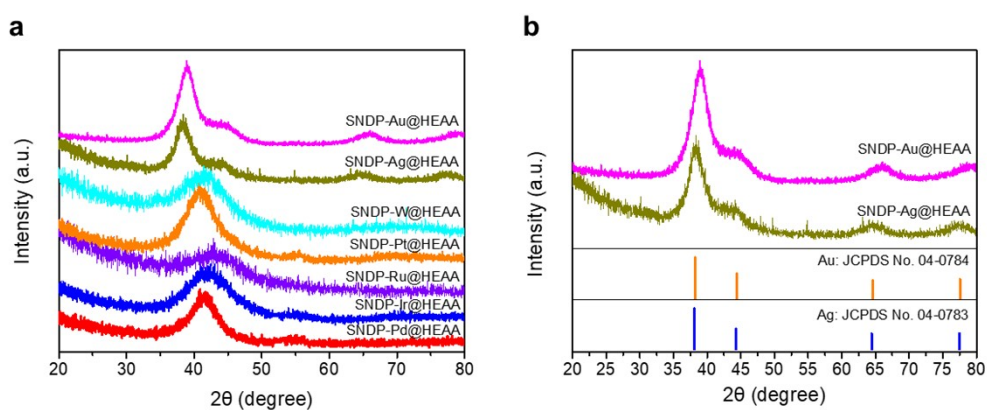 a
Intensity (a.u.)
SNDP-Au@HEAA
SNDP-Ag@HEAA
SNDP-W@HEAA
SNDP-Pt@HEAA
SNDP-Ru@HEAA
SNDP-Ir@HEAA
SNDP-Pd@HEAA
20 30 40 50 60 70 80
2θ (degree)
b
Intensity (a.u.)
SNDP-Au@HEAA
SNDP-Ag@HEAA
Au: JCPDS No. 04-0784
Ag: JCPDS No. 04-0783
20 25 30 35 40 45 50 55 60 65 70 75 80
2θ (degree)